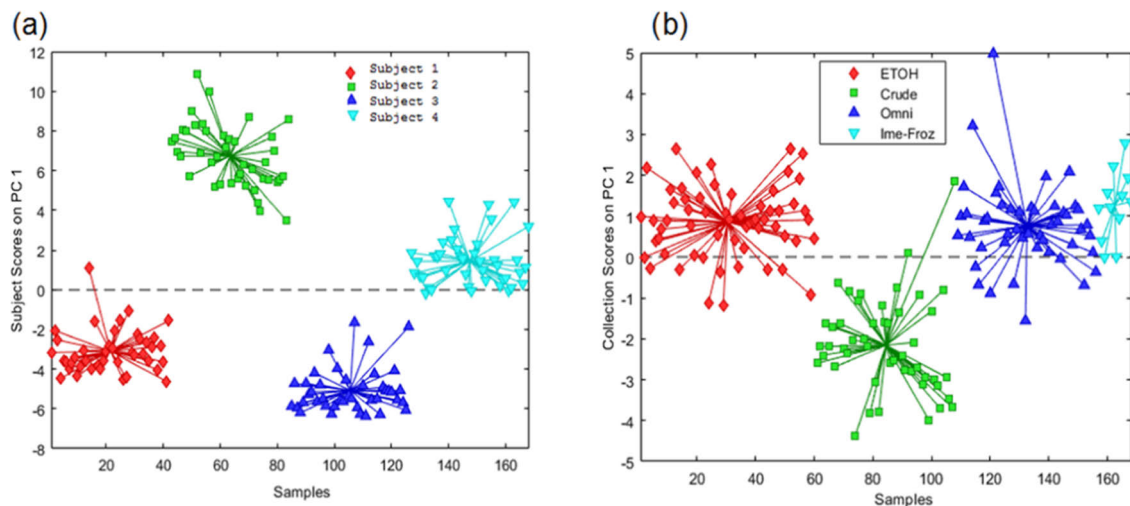 (a)
Subject Scores on PC 1
12
10
8
6
4
2
0
-2
-4
-6
-8
20 40 60 80 100 120 140 160
Samples
Subject 1
Subject 2
Subject 3
Subject 4
(b)
Collection Scores on PC 1
5
4
3
2
1
0
-1
-2
-3
-4
-5
20 40 60 80 100 120 140 160
Samples
ETOH
Crude
Omni
Ime-Froz